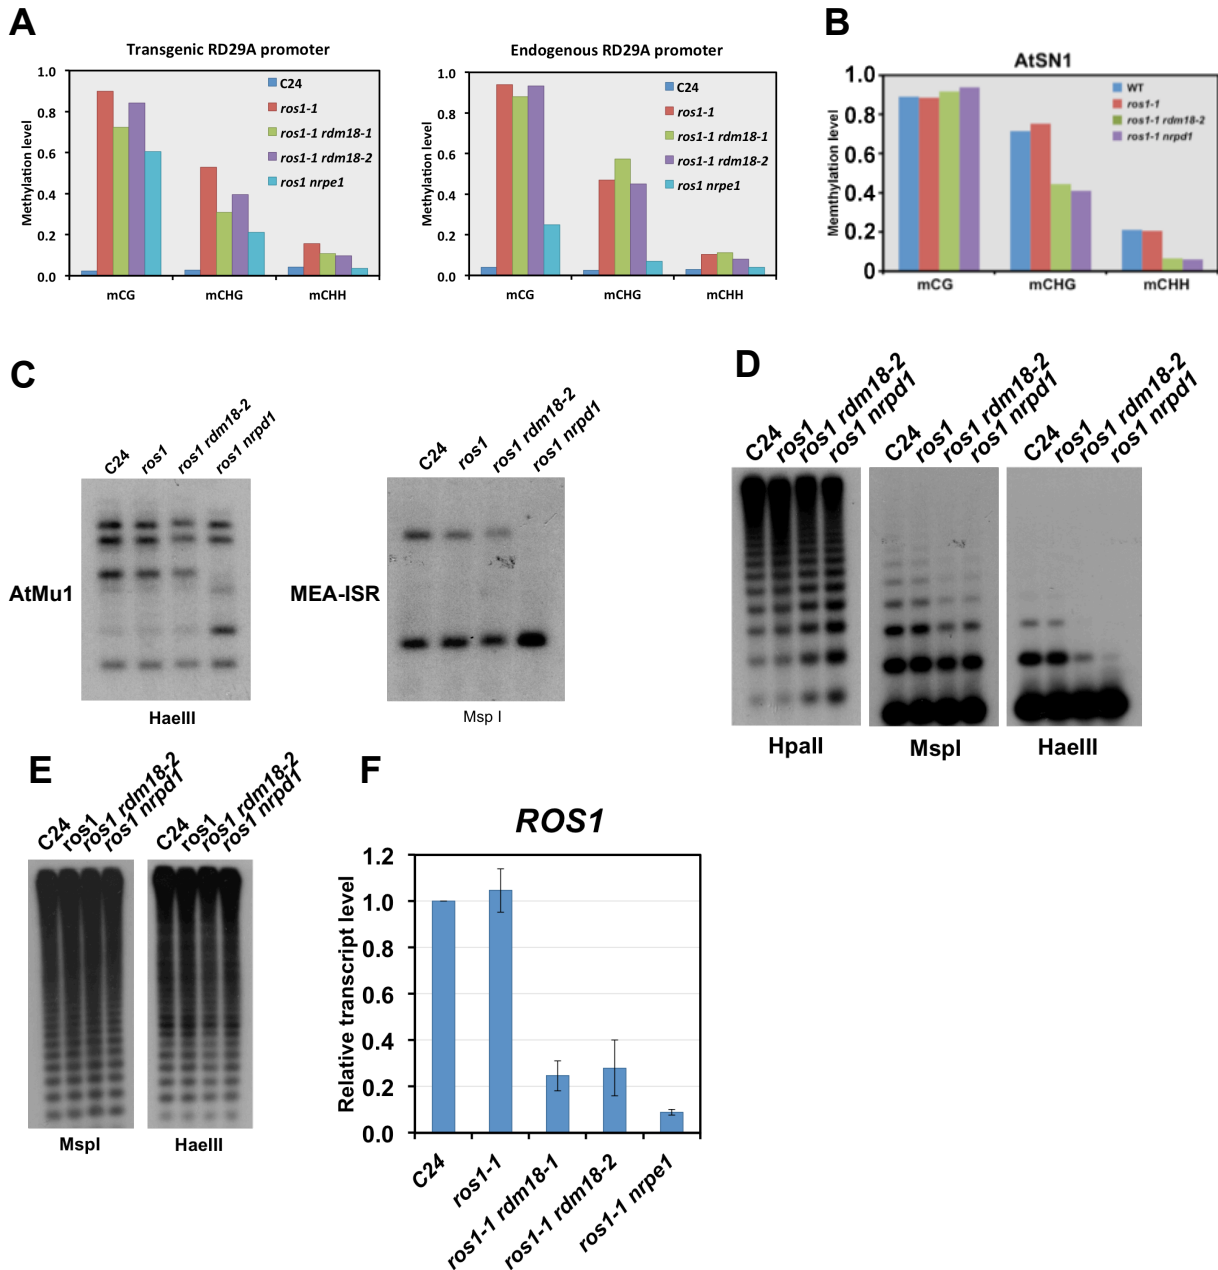 A
Transgenic RD29A promoter
Methylation level
1.0
0.8
0.6
0.4
0.2
0.0
mCG
mCHG
mCHH
C24
ros1-1
ros1-1 rdm18-1
ros1-1 rdm18-2
ros1 nrpe1
Endogenous RD29A promoter
Methylation level
1.0
0.8
0.6
0.4
0.2
0.0
mCG
mCHG
mCHH
C24
ros1-1
ros1-1 rdm18-1
ros1-1 rdm18-2
ros1 nrpe1
B
AtSN1
Memthylation level
1.0
0.8
0.6
0.4
0.2
0
mCG
mCHG
mCHH
WT
ros1-1
ros1-1 rdm18-2
ros1-1 nrpd1
C
C24
ros1
ros1 rdm18-2
ros1 nrpd1
AtMu1
HaeIII
C24
ros1
ros1 rdm18-2
ros1 nrpd1
MEA-ISR
Msp I
D
C24
ros1
ros1 rdm18-2
ros1 nrpd1
HpaII
C24
ros1
ros1 rdm18-2
ros1 nrpd1
MspI
C24
ros1
ros1 rdm18-2
ros1 nrpd1
HaeIII
E
C24
ros1
ros1 rdm18-2
ros1 nrpd1
MspI
C24
ros1
ros1 rdm18-2
ros1 nrpd1
HaeIII
F
ROS1
Relative transcript level
1.2
1.0
0.8
0.6
0.4
0.2
0.0
C24
ros1-1
ros1-1 rdm18-1
ros1-1 rdm18-2
ros1-1 nrpe1